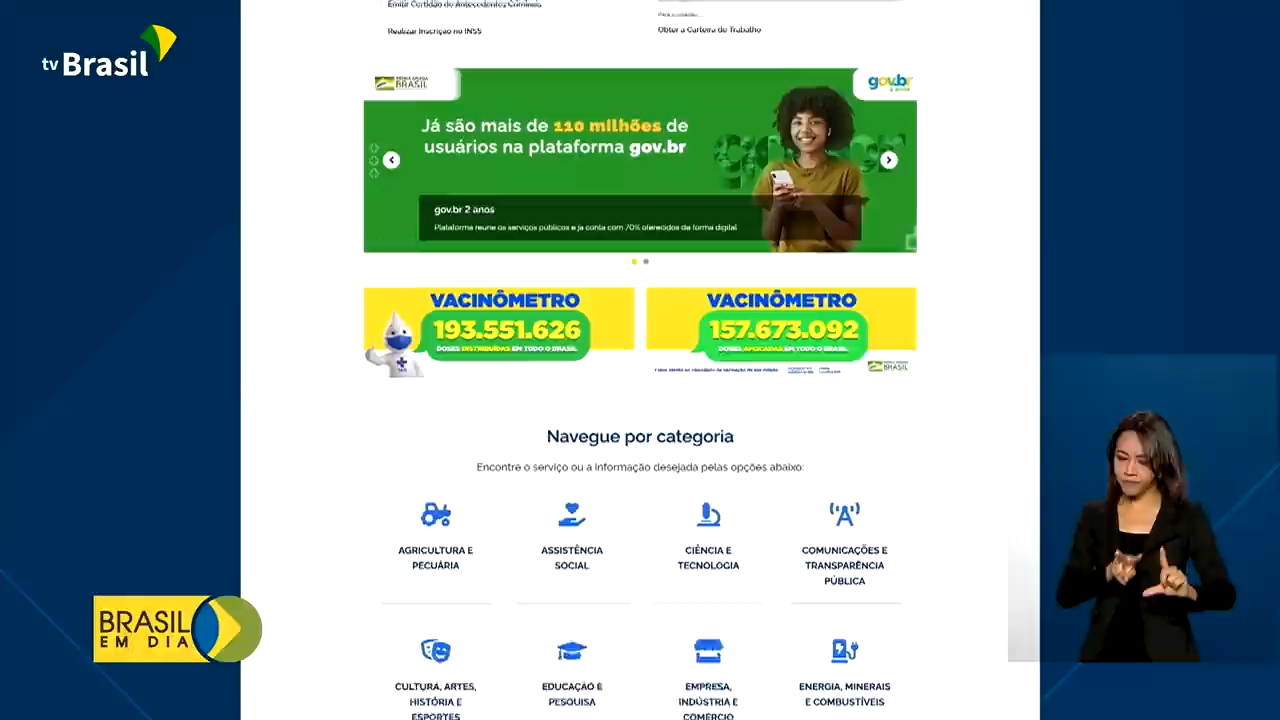 Emitir Certidão de Antecedentes Criminais
Realizar Inscrição no INSS
Obter a Carteira de Trabalho
tv Brasil
BRASIL
gov.br
Já são mais de 110 milhões de
usuários na plataforma gov.br
gov.br 2 anos
Plataforma reúne os serviços públicos e já conta com 70% oferecidos da forma digital
VACINÔMETRO
193.551.626
DOSES DISTRIBUÍDAS EM TODO O BRASIL
VACINÔMETRO
157.673.092
DOSES APLICADAS EM TODO O BRASIL
BRASIL
Navegue por categoria
Encontre o serviço ou a informação desejada pelas opções abaixo:
AGRICULTURA E
PECUÁRIA
ASSISTÊNCIA
SOCIAL
CIÊNCIA E
TECNOLOGIA
COMUNICAÇÕES E
TRANSPARÊNCIA
PÚBLICA
CULTURA, ARTES,
HISTÓRIA E
ESPORTES
EDUCAÇÃO E
PESQUISA
EMPRESA,
INDÚSTRIA E
COMÉRCIO
ENERGIA, MINERAIS
E COMBUSTÍVEIS
BRASIL
EM DIA